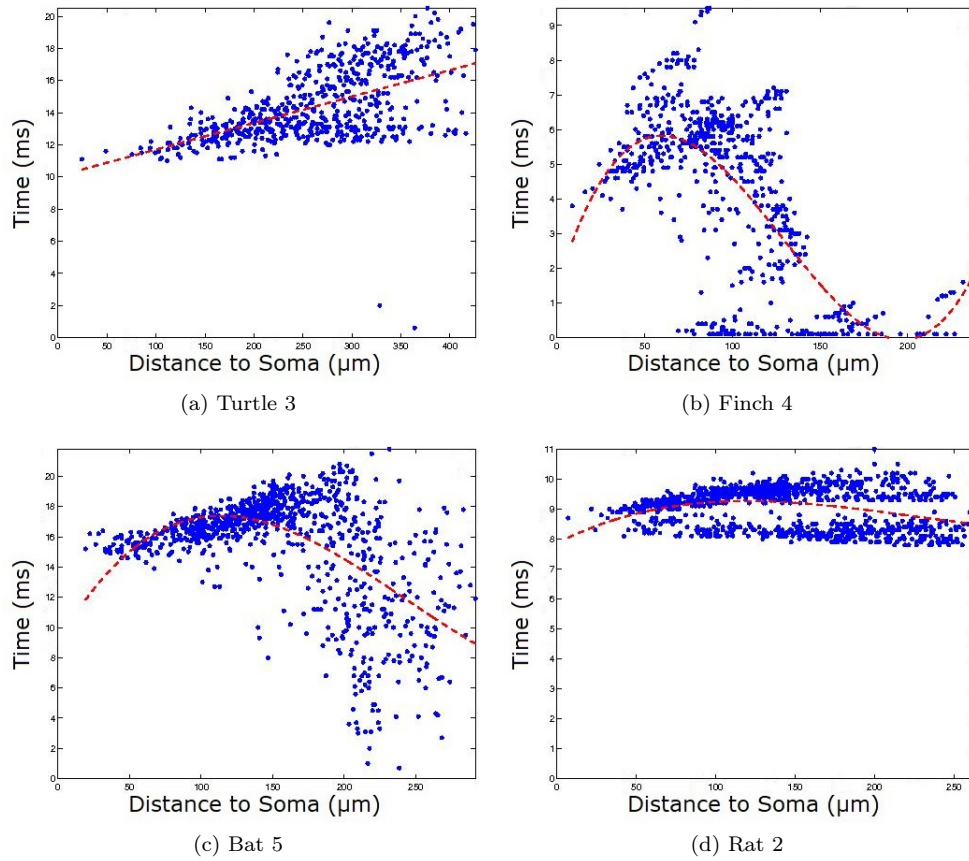 20
18
16
14
12
10
8
6
4
2
0
Time (ms)
0 50 100 150 200 250 300 350 400
Distance to Soma (µm)
(a) Turtle 3
9
8
7
6
5
4
3
2
1
0
Time (ms)
0 50 100 150 200
Distance to Soma (µm)
(b) Finch 4
20
18
16
14
12
10
8
6
4
2
0
Time (ms)
0 50 100 150 200 250
Distance to Soma (µm)
(c) Bat 5
11
10
9
8
7
6
5
4
3
2
1
0
Time (ms)
0 50 100 150 200 250
Distance to Soma (µm)
(d) Rat 2